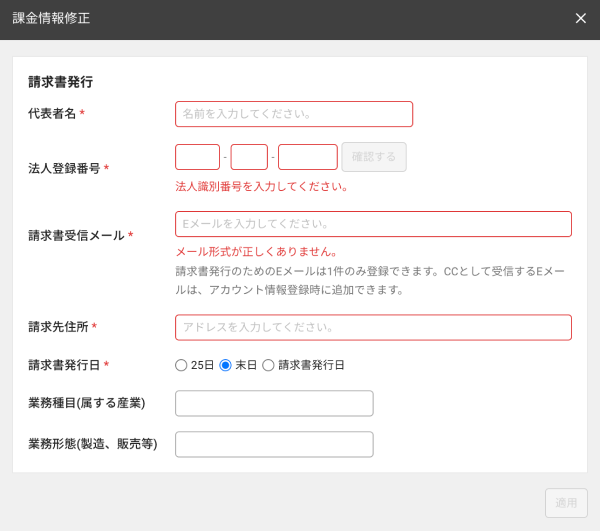 課金情報修正
請求書発行
代表者名 *
名前を入力してください。
法人登録番号 *
- -
確認する
法人識別番号を入力してください。
請求書受信メール *
Eメールを入力してください。
メール形式が正しくありません。
請求書発行のためのEメールは1件のみ登録できます。CCとして受信するEメー
ルは、アカウント情報登録時に追加できます。
請求先住所 *
アドレスを入力してください。
請求書発行日 *
25日 末日 請求書発行日
業務種目(属する産業)
業務形態(製造、販売等)
適用